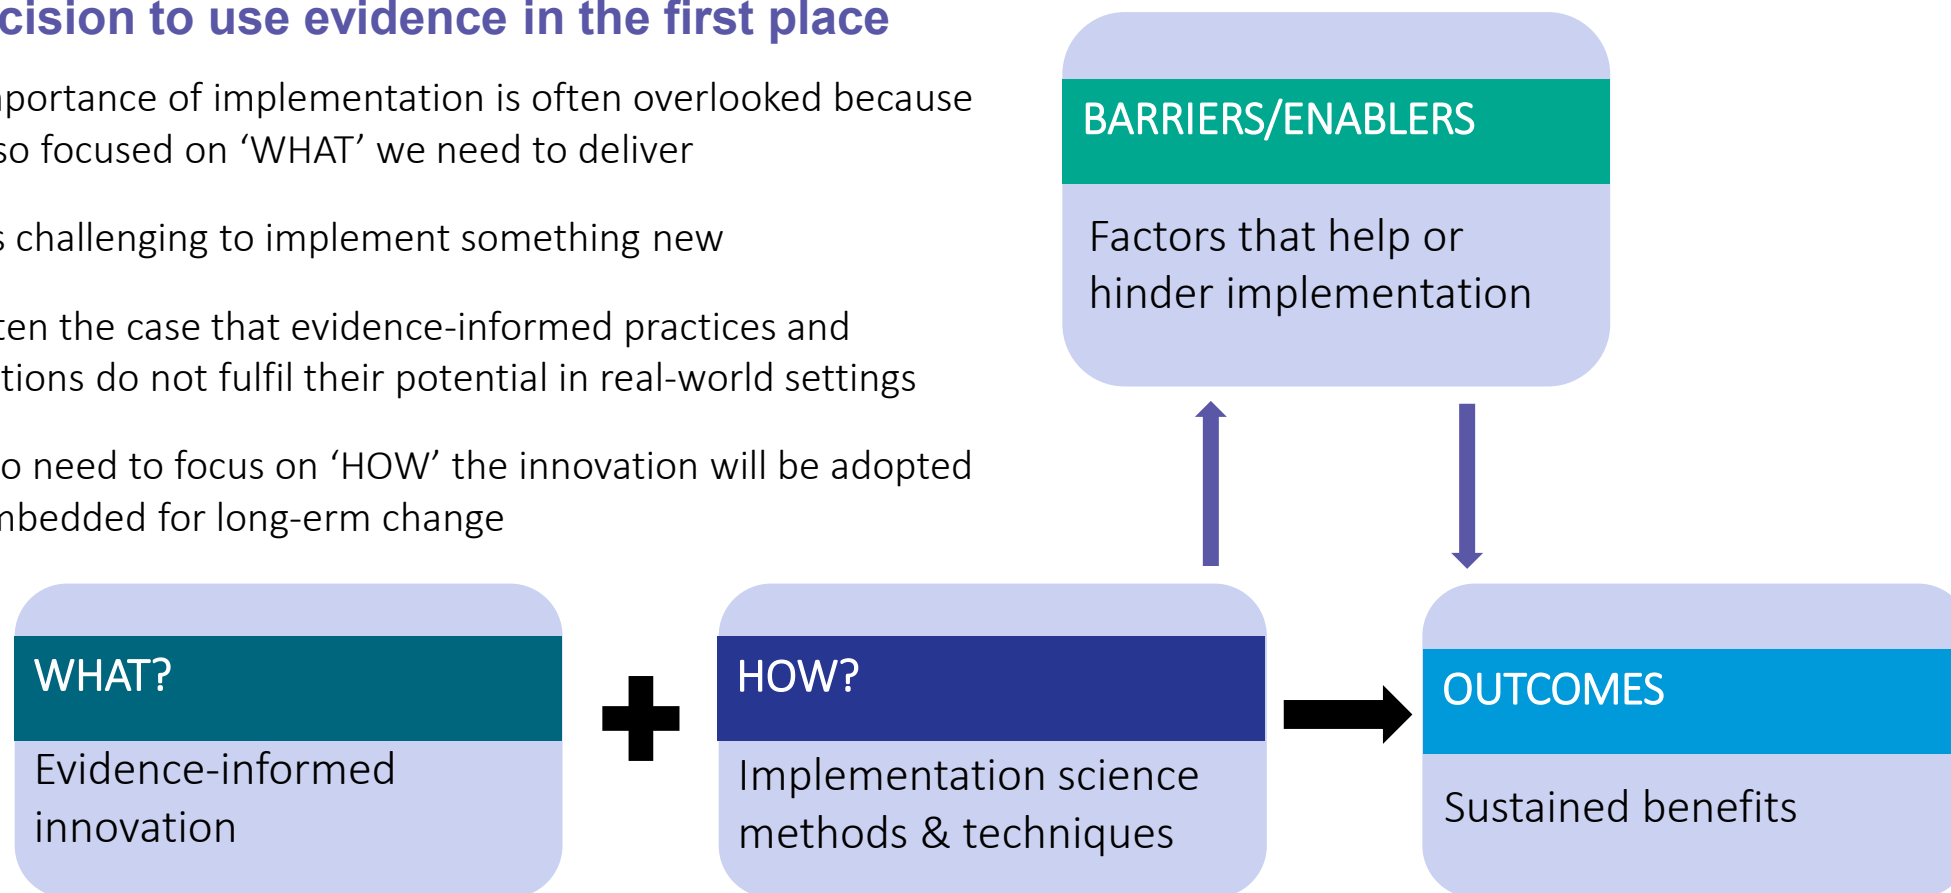 cision to use evidence in the first place
nportance of implementation is often overlooked because
so focused on ‘WHAT’ we need to deliver
s challenging to implement something new
ten the case that evidence-informed practices and
tions do not fulfil their potential in real-world settings
o need to focus on ‘HOW’ the innovation will be adopted
mbedded for long-erm change
BARRIERS/ENABLERS
Factors that help or
hinder implementation
WHAT?
Evidence-informed
innovation
HOW?
Implementation science
methods & techniques
OUTCOMES
Sustained benefits